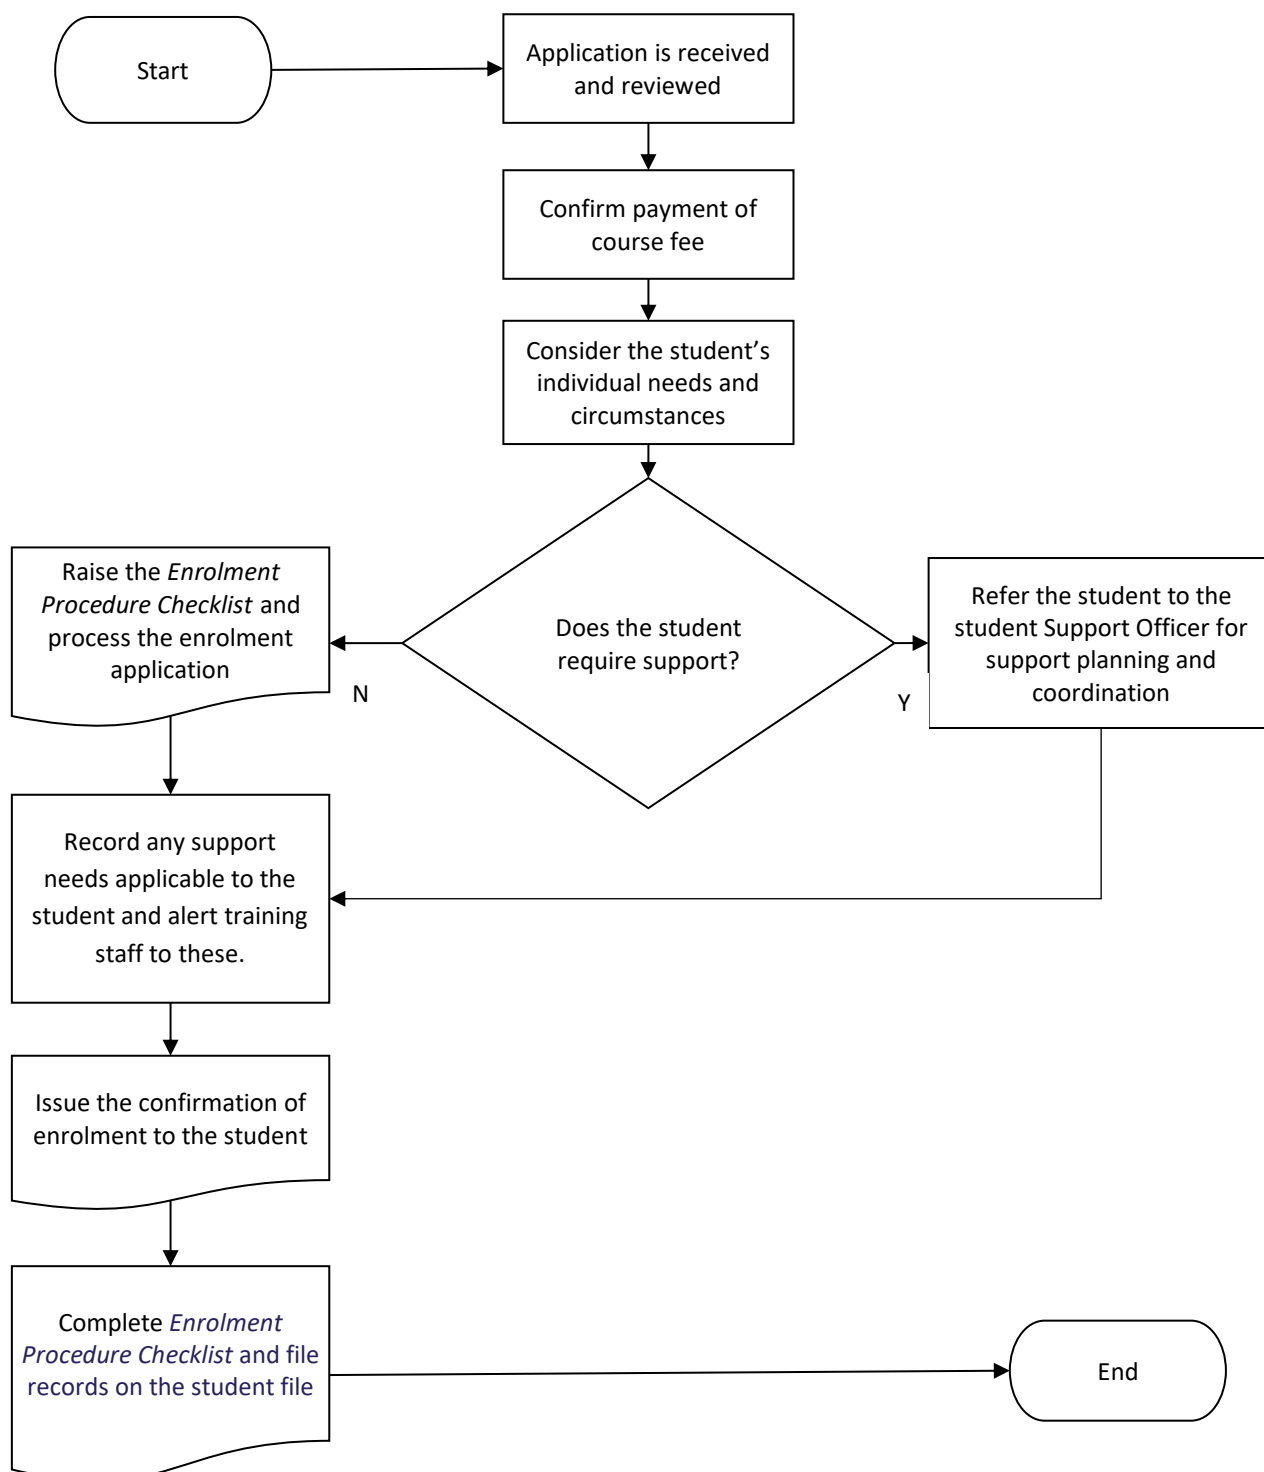 Start
Application is received
and reviewed
Confirm payment of
course fee
Consider the student’s
individual needs and
circumstances
Does the student
require support?
N
Y
Raise the Enrolment
Procedure Checklist and
process the enrolment
application
Refer the student to the
student Support Officer for
support planning and
coordination
Record any support
needs applicable to the
student and alert training
staff to these.
Issue the confirmation of
enrolment to the student
Complete Enrolment
Procedure Checklist and file
records on the student file
End